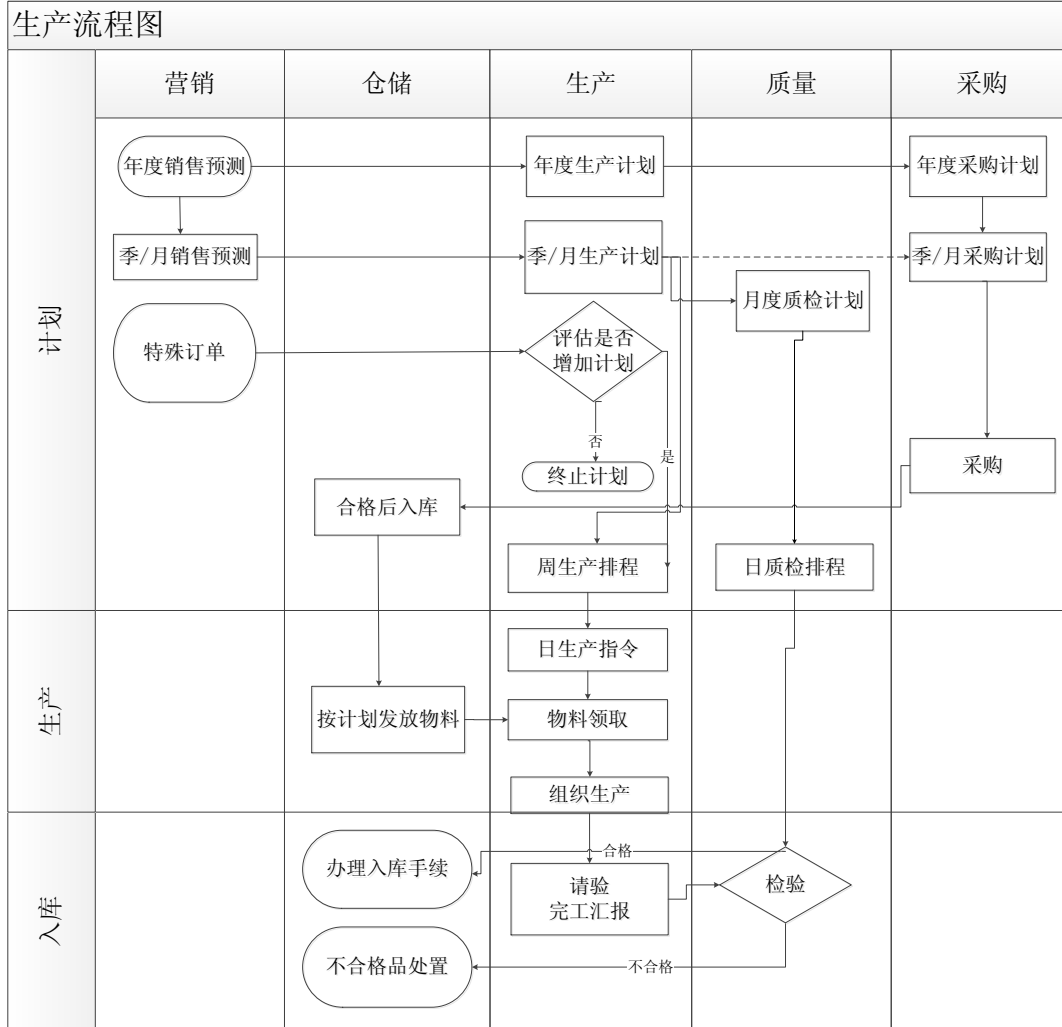 生产流程图
营销
仓储
生产
质量
采购
计划
年度销售预测
年度生产计划
年度采购计划
季/月销售预测
季/月生产计划
季/月采购计划
月度质检计划
特殊订单
评估是否
增加计划
否
是
终止计划
采购
合格后入库
周生产排程
日质检排程
生产
日生产指令
按计划发放物料
物料领取
组织生产
入库
办理入库手续
合格
请验
完工汇报
检验
不合格品处置
不合格